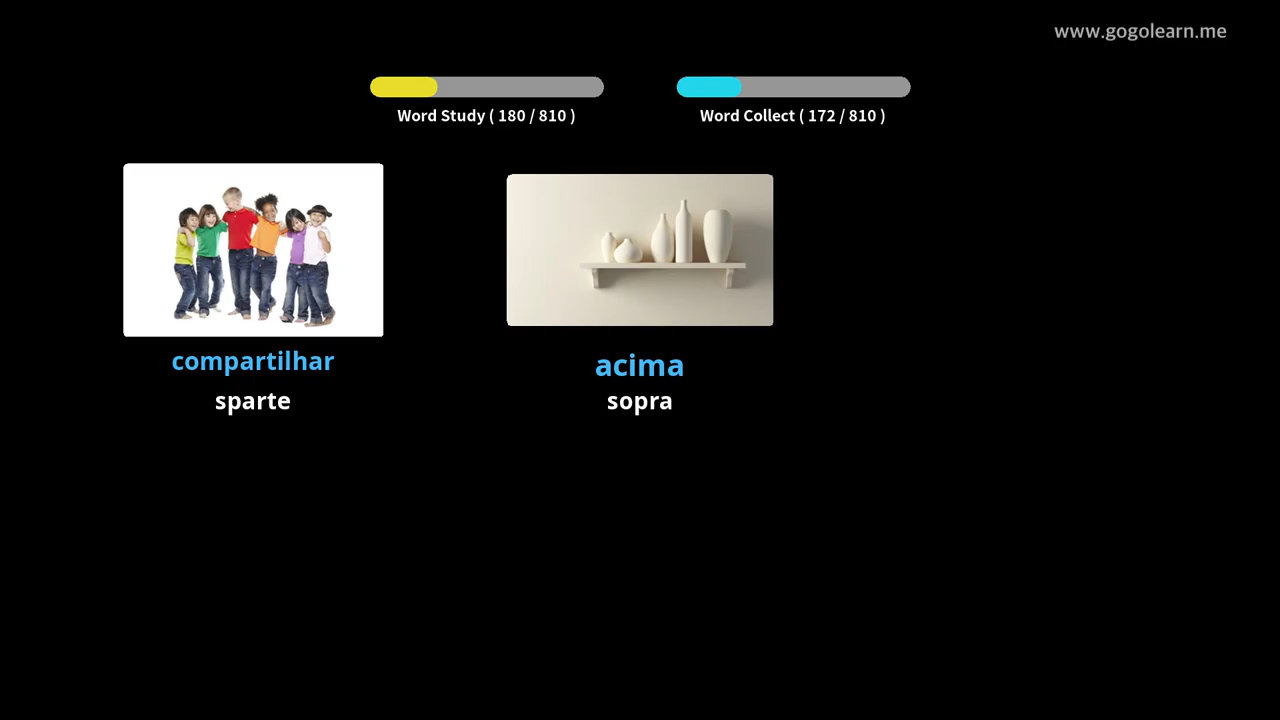 www.gogolearn.me
Word Study ( 180 / 810 )
Word Collect ( 172 / 810 )
compartilhar
sparte
acima
sopra